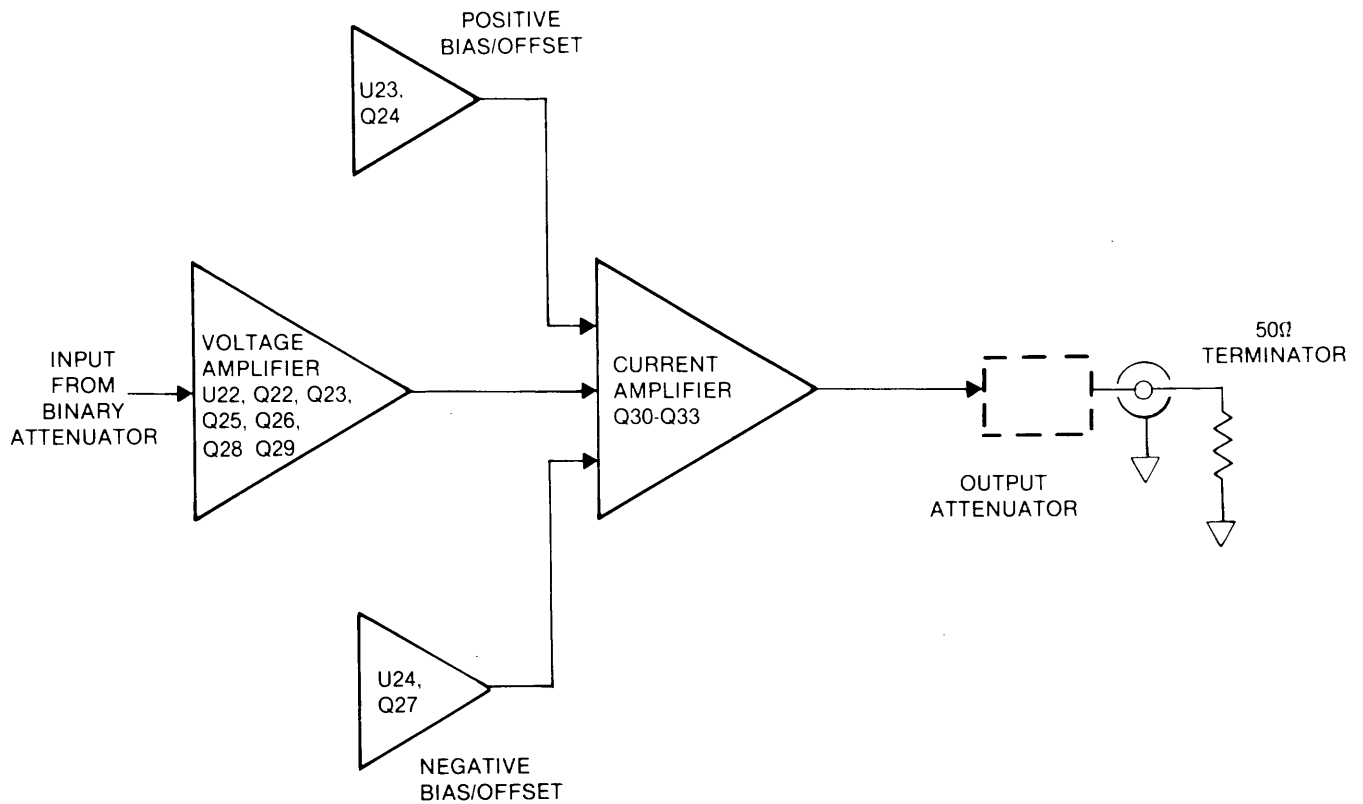 POSITIVE
BIAS/OFFSET
U23,
Q24
INPUT
FROM
BINARY
ATTENUATOR
VOLTAGE
AMPLIFIER
U22, Q22, Q23,
Q25, Q26,
Q28 Q29
CURRENT
AMPLIFIER
Q30-Q33
50Ω
TERMINATOR
OUTPUT
ATTENUATOR
U24,
Q27
NEGATIVE
BIAS/OFFSET